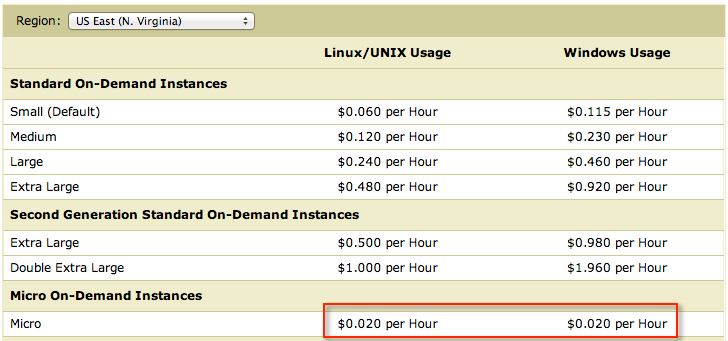 Region: US East (N. Virginia)
Linux/UNIX Usage Windows Usage
Standard On-Demand Instances
Small (Default) $0.060 per Hour $0.115 per Hour
Medium $0.120 per Hour $0.230 per Hour
Large $0.240 per Hour $0.460 per Hour
Extra Large $0.480 per Hour $0.920 per Hour
Second Generation Standard On-Demand Instances
Extra Large $0.500 per Hour $0.980 per Hour
Double Extra Large $1.000 per Hour $1.960 per Hour
Micro On-Demand Instances
Micro $0.020 per Hour $0.020 per Hour